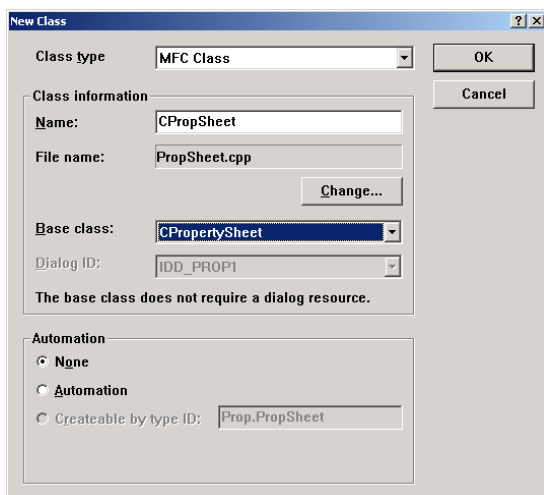 New Class
Class type MFC Class OK
Cancel
Class information
Name: CPropSheet
File name: PropSheet.cpp
Change...
Base class: CPropertySheet
Dialog ID: IDD_PROP1
The base class does not require a dialog resource.
Automation
None
Automation
Createable by type ID: Prop.PropSheet